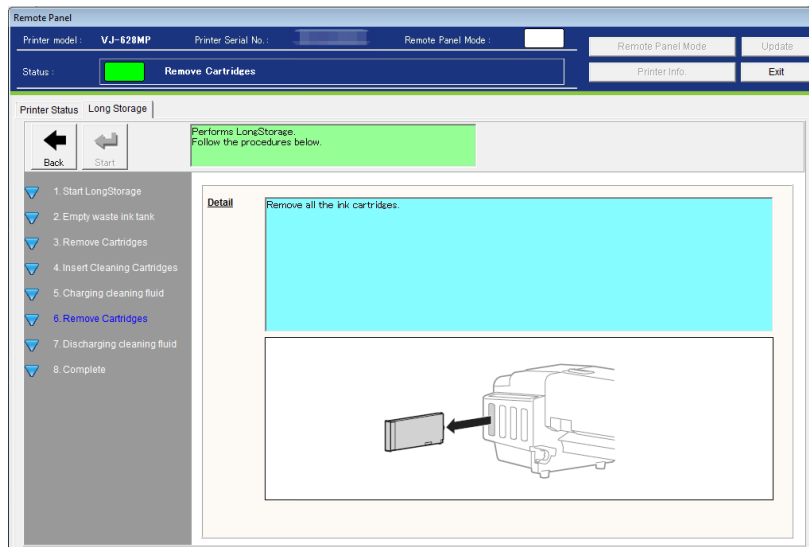 Remote Panel
Printer model : VJ-628MP Printer Serial No. : Remote Panel Mode :
Remote Panel Mode Update
Status : Remove Cartridges
Printer Info. Exit
Printer Status Long Storage
Performs LongStorage.
Follow the procedures below.
Back Start
1. Start LongStorage
2. Empty waste ink tank
3. Remove Cartridges
4. Insert Cleaning Cartridges
5. Charging cleaning fluid
6. Remove Cartridges
7. Discharging cleaning fluid
8. Complete
Detail
Remove all the ink cartridges.